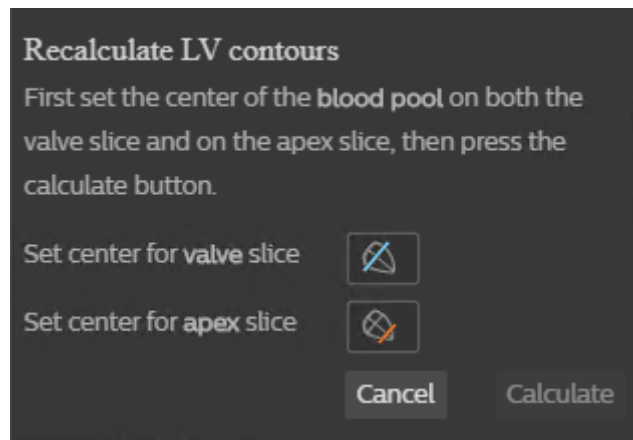 Recalculate LV contours
First set the center of the blood pool on both the
valve slice and on the apex slice, then press the
calculate button.
Set center for valve slice
Set center for apex slice
Cancel Calculate